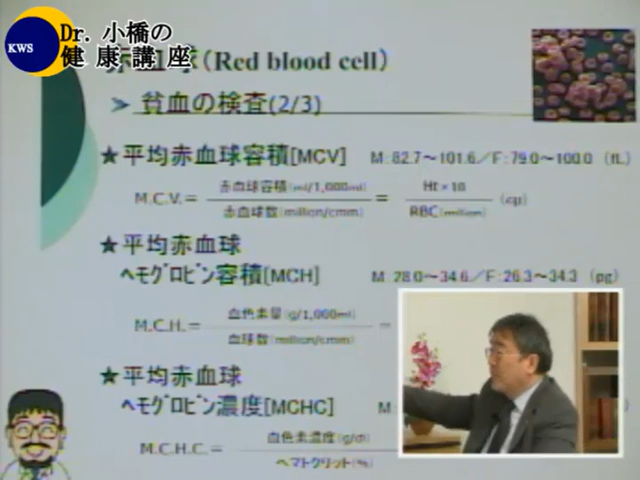 KWS
Dr. 小橋の
健康講座
赤血球（Red blood cell）
➤ 貧血の検査(2/3)
★平均赤血球容積[MCV] M：82.7～101.6／F：79.0～100.0 (fL)
M.C.V.= 赤血球容積(ml/1,000ml) = Ht×10 (cμ)
赤血球数(million/cmm) RBC(million)
★平均赤血球
ﾍﾓｸﾞﾛﾋﾞﾝ容積[MCH] M：28.0～34.6／F：26.3～34.3 (pg)
M.C.H.= 血色素量(g/1,000ml) =
血球数(million/cmm)
★平均赤血球
ﾍﾓｸﾞﾛﾋﾞﾝ濃度[MCHC] M
M.C.H.C.= 血色素濃度(g/dl)
ﾍﾏﾄｸﾘｯﾄ(%)